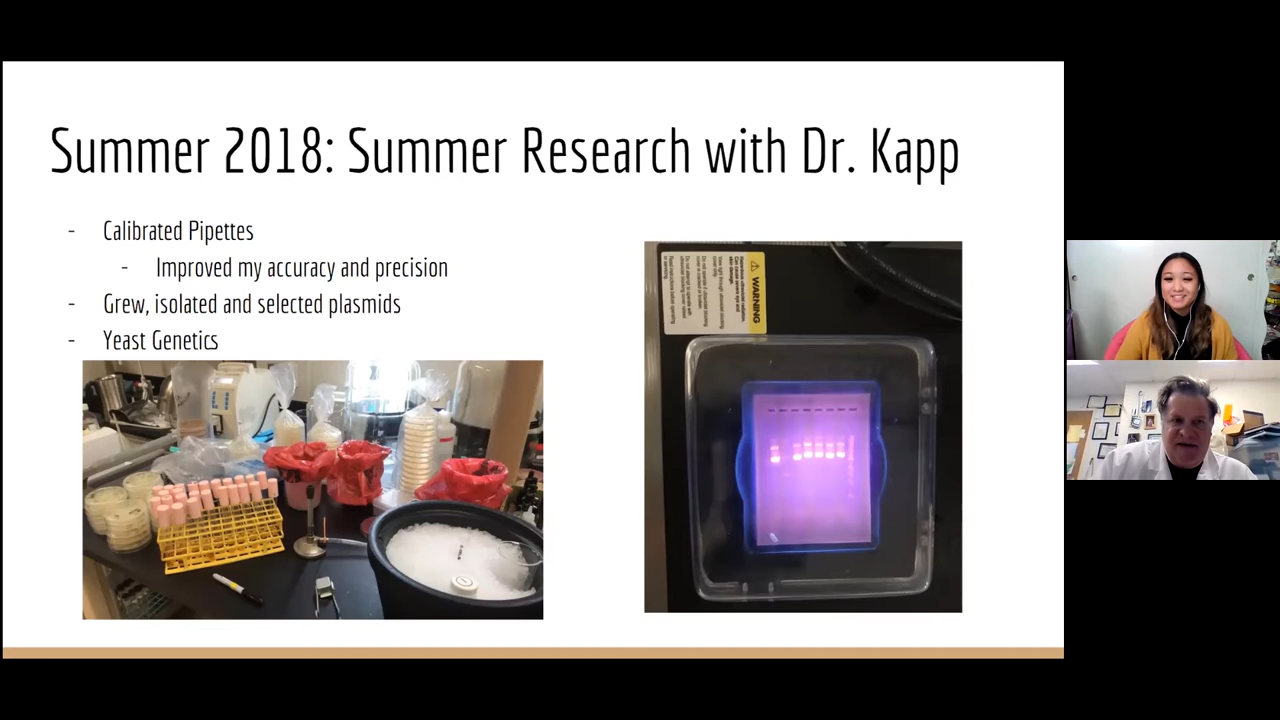 Summer 2018: Summer Research with Dr. Kapp
- Calibrated Pipettes
- Improved my accuracy and precision
- Grew, isolated and selected plasmids
- Yeast Genetics
WARNING